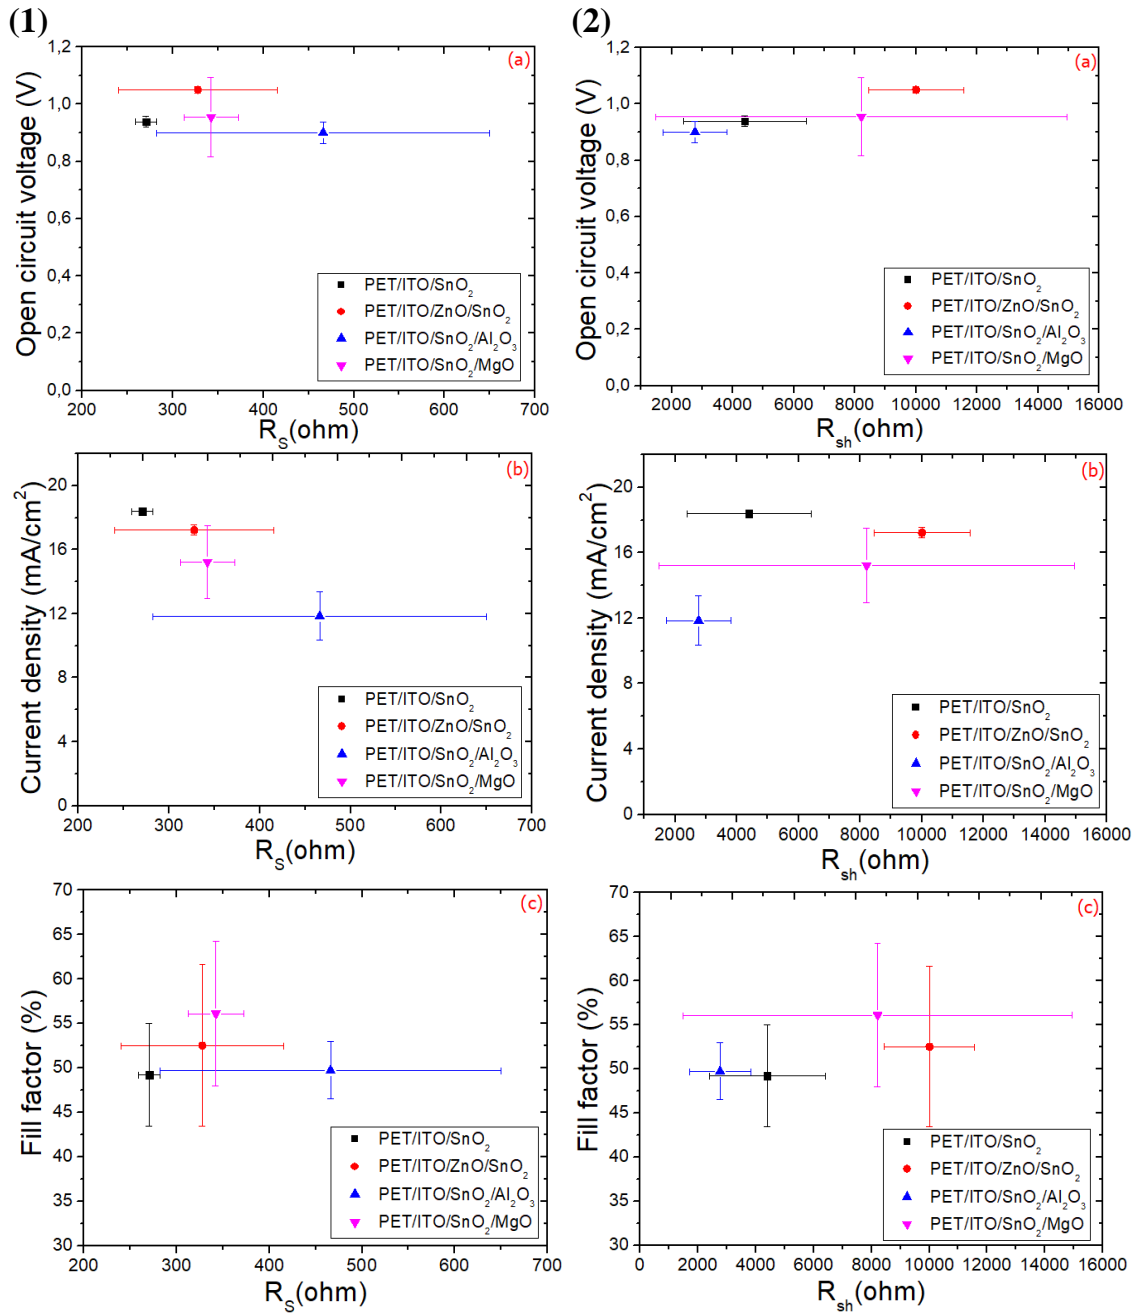 (1)
(2)
(a)
Open circuit voltage (V)
1,2
1,0
0,8
0,6
0,4
0,2
0,0
PET/ITO/SnO2
PET/ITO/ZnO/SnO2
PET/ITO/SnO2/Al2O3
PET/ITO/SnO2/MgO
200 300 400 500 600 700
RS(ohm)
(a)
Open circuit voltage (V)
1,2
1,0
0,8
0,6
0,4
0,2
0,0
PET/ITO/SnO2
PET/ITO/ZnO/SnO2
PET/ITO/SnO2/Al2O3
PET/ITO/SnO2/MgO
2000 4000 6000 8000 10000 12000 14000 16000
Rsh(ohm)
(b)
Current density (mA/cm2)
20
16
12
8
4
0
PET/ITO/SnO2
PET/ITO/ZnO/SnO2
PET/ITO/SnO2/Al2O3
PET/ITO/SnO2/MgO
200 300 400 500 600 700
RS(ohm)
(b)
Current density (mA/cm2)
20
16
12
8
4
0
PET/ITO/SnO2
PET/ITO/ZnO/SnO2
PET/ITO/SnO2/Al2O3
PET/ITO/SnO2/MgO
2000 4000 6000 8000 10000 12000 14000 16000
Rsh(ohm)
(c)
Fill factor (%)
70
65
60
55
50
45
40
35
30
PET/ITO/SnO2
PET/ITO/ZnO/SnO2
PET/ITO/SnO2/Al2O3
PET/ITO/SnO2/MgO
200 300 400 500 600 700
RS(ohm)
(c)
Fill factor (%)
70
65
60
55
50
45
40
35
30
PET/ITO/SnO2
PET/ITO/ZnO/SnO2
PET/ITO/SnO2/Al2O3
PET/ITO/SnO2/MgO
0 2000 4000 6000 8000 10000 12000 14000 16000
Rsh(ohm)